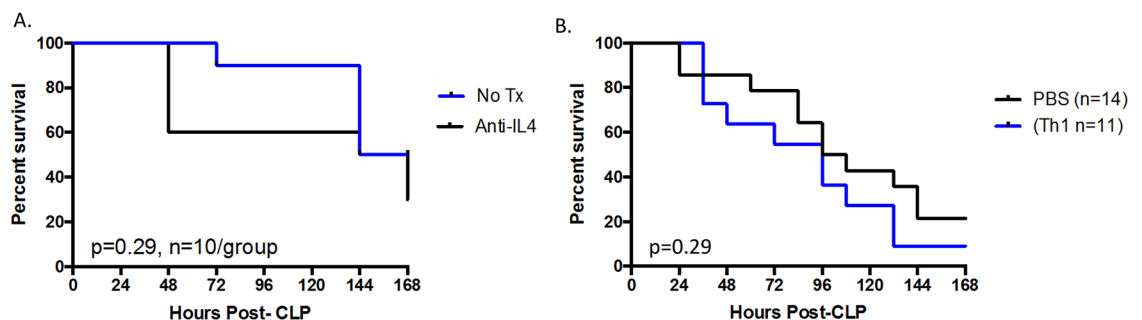 A.
Percent survival
100
80
60
40
20
0
0 24 48 72 96 120 144 168
Hours Post- CLP
p=0.29, n=10/group
No Tx
Anti-IL4
B.
Percent survival
100
80
60
40
20
0
0 24 48 72 96 120 144 168
Hours Post-CLP
p=0.29
PBS (n=14)
(Th1 n=11)